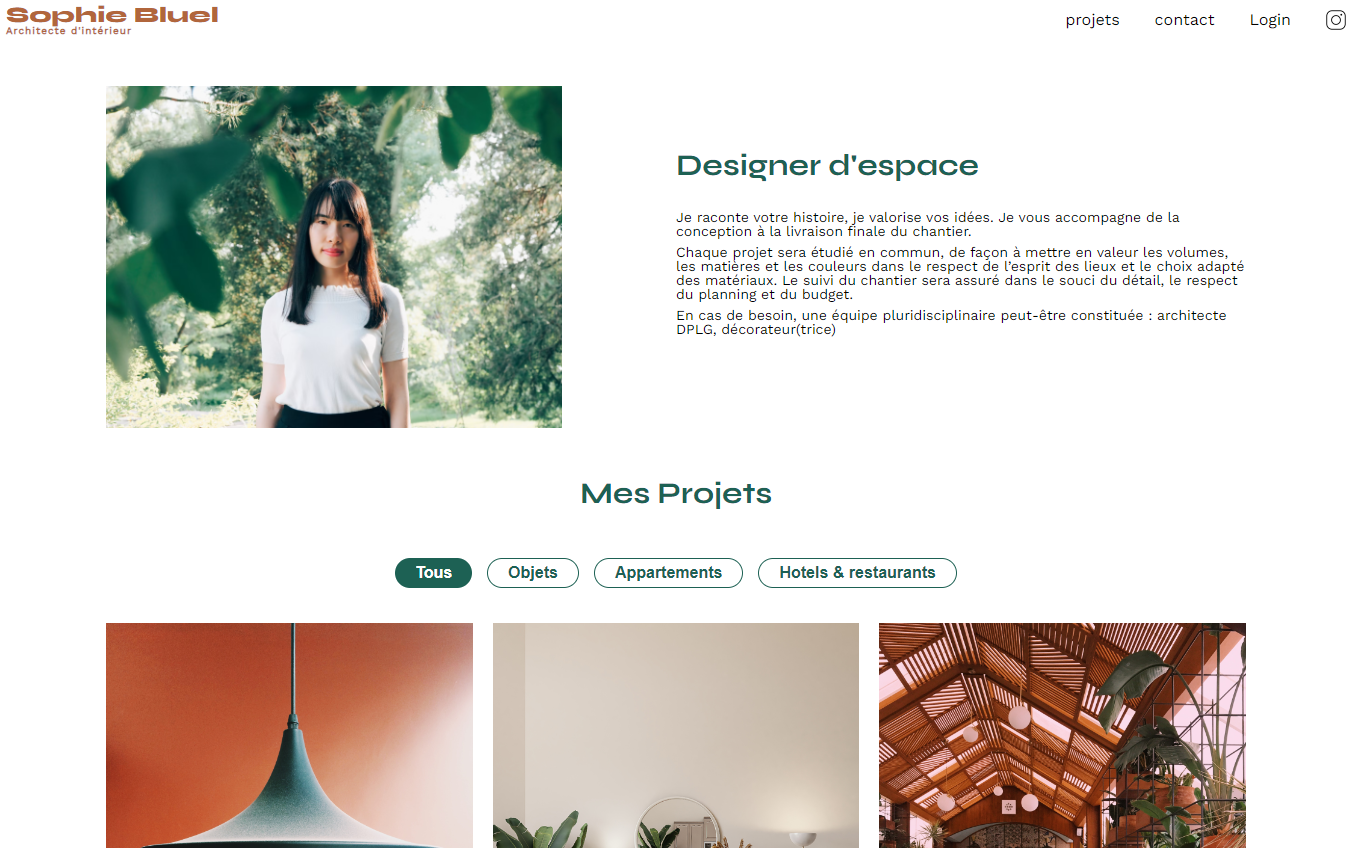 Sophie Bluel
Architecte d'intérieur
projets contact Login
Designer d'espace
Je raconte votre histoire, je valorise vos idées. Je vous accompagne de la
conception à la livraison finale du chantier.
Chaque projet sera étudié en commun, de façon à mettre en valeur les volumes,
les matières et les couleurs dans le respect de l’esprit des lieux et le choix adapté
des matériaux. Le suivi du chantier sera assuré dans le souci du détail, le respect
du planning et du budget.
En cas de besoin, une équipe pluridisciplinaire peut-être constituée : architecte
DPLG, décorateur(trice)
Mes Projets
Tous Objets Appartements Hotels & restaurants